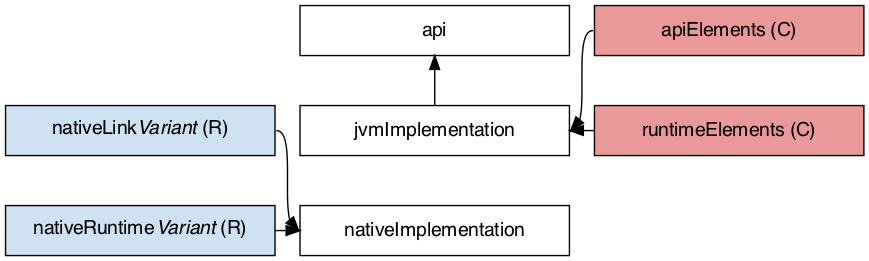 api
apiElements (C)
nativeLinkVariant (R)
jvmImplementation
runtimeElements (C)
nativeRuntimeVariant (R)
nativeImplementation